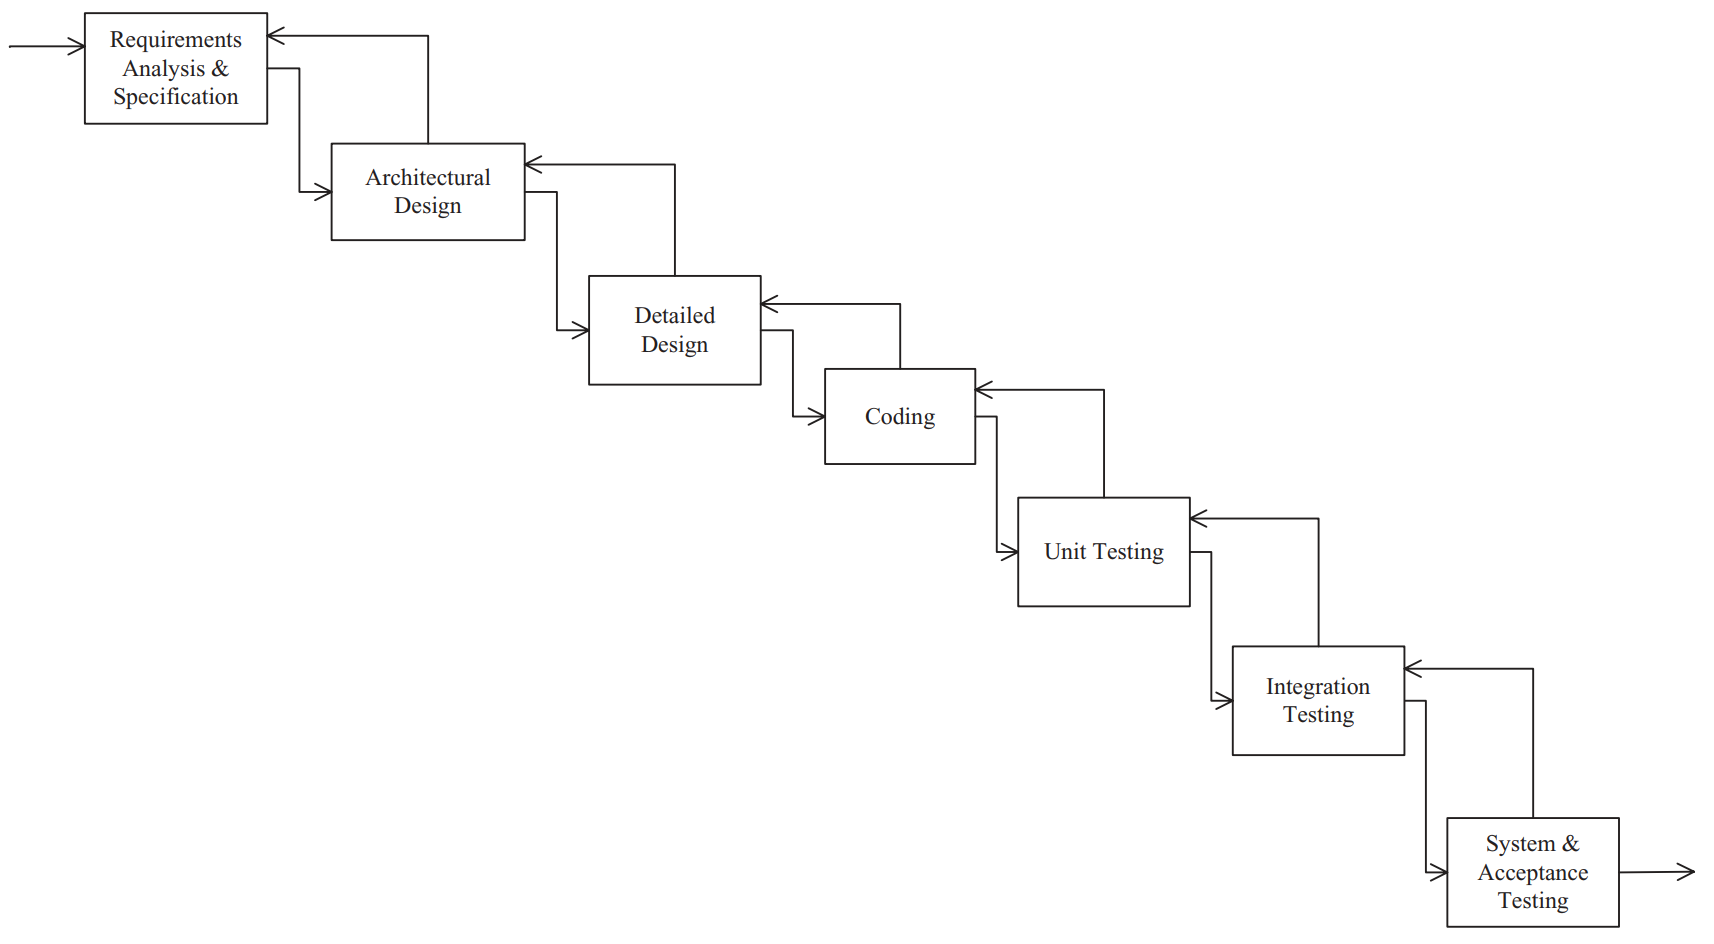 Requirements
Analysis &
Specification
Architectural
Design
Detailed
Design
Coding
Unit Testing
Integration
Testing
System &
Acceptance
Testing